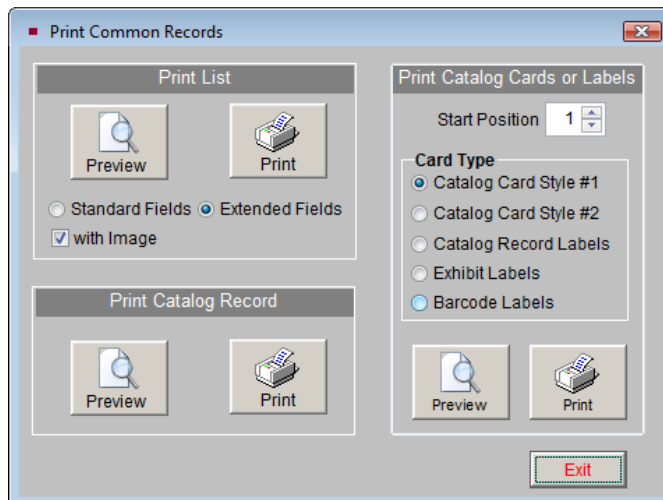 Print Common Records
Print List
Preview
Print
Standard Fields
Extended Fields
with Image
Print Catalog Record
Preview
Print
Print Catalog Cards or Labels
Start Position 1
Card Type
Catalog Card Style #1
Catalog Card Style #2
Catalog Record Labels
Exhibit Labels
Barcode Labels
Preview
Print
Exit